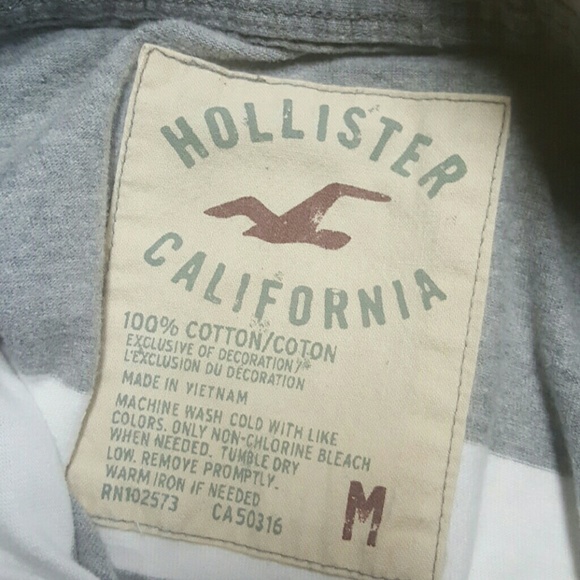 HOLLISTER
CALIFORNIA
100% COTTON/COTON
EXCLUSIVE OF DECORATION/
L'EXCLUSION DU DECORATION
MADE IN VIETNAM
MACHINE WASH COLD WITH LIKE
COLORS. ONLY NON-CHLORINE BLEACH
WHEN NEEDED. TUMBLE DRY
LOW. REMOVE PROMPTLY.
WARM IRON IF NEEDED
RN102573 CA50316
M